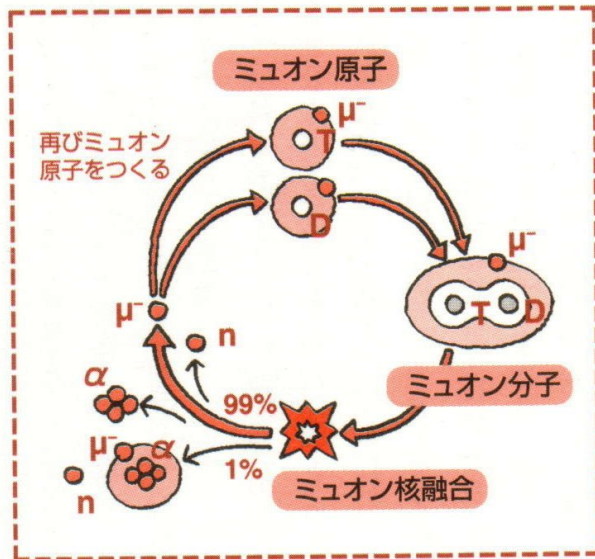 ミュオン原子
μ⁻
T
再びミュオン
原子をつくる
D
μ⁻
T D
μ⁻
n
ミュオン分子
α
99%
μ⁻
α
1%
n
ミュオン核融合